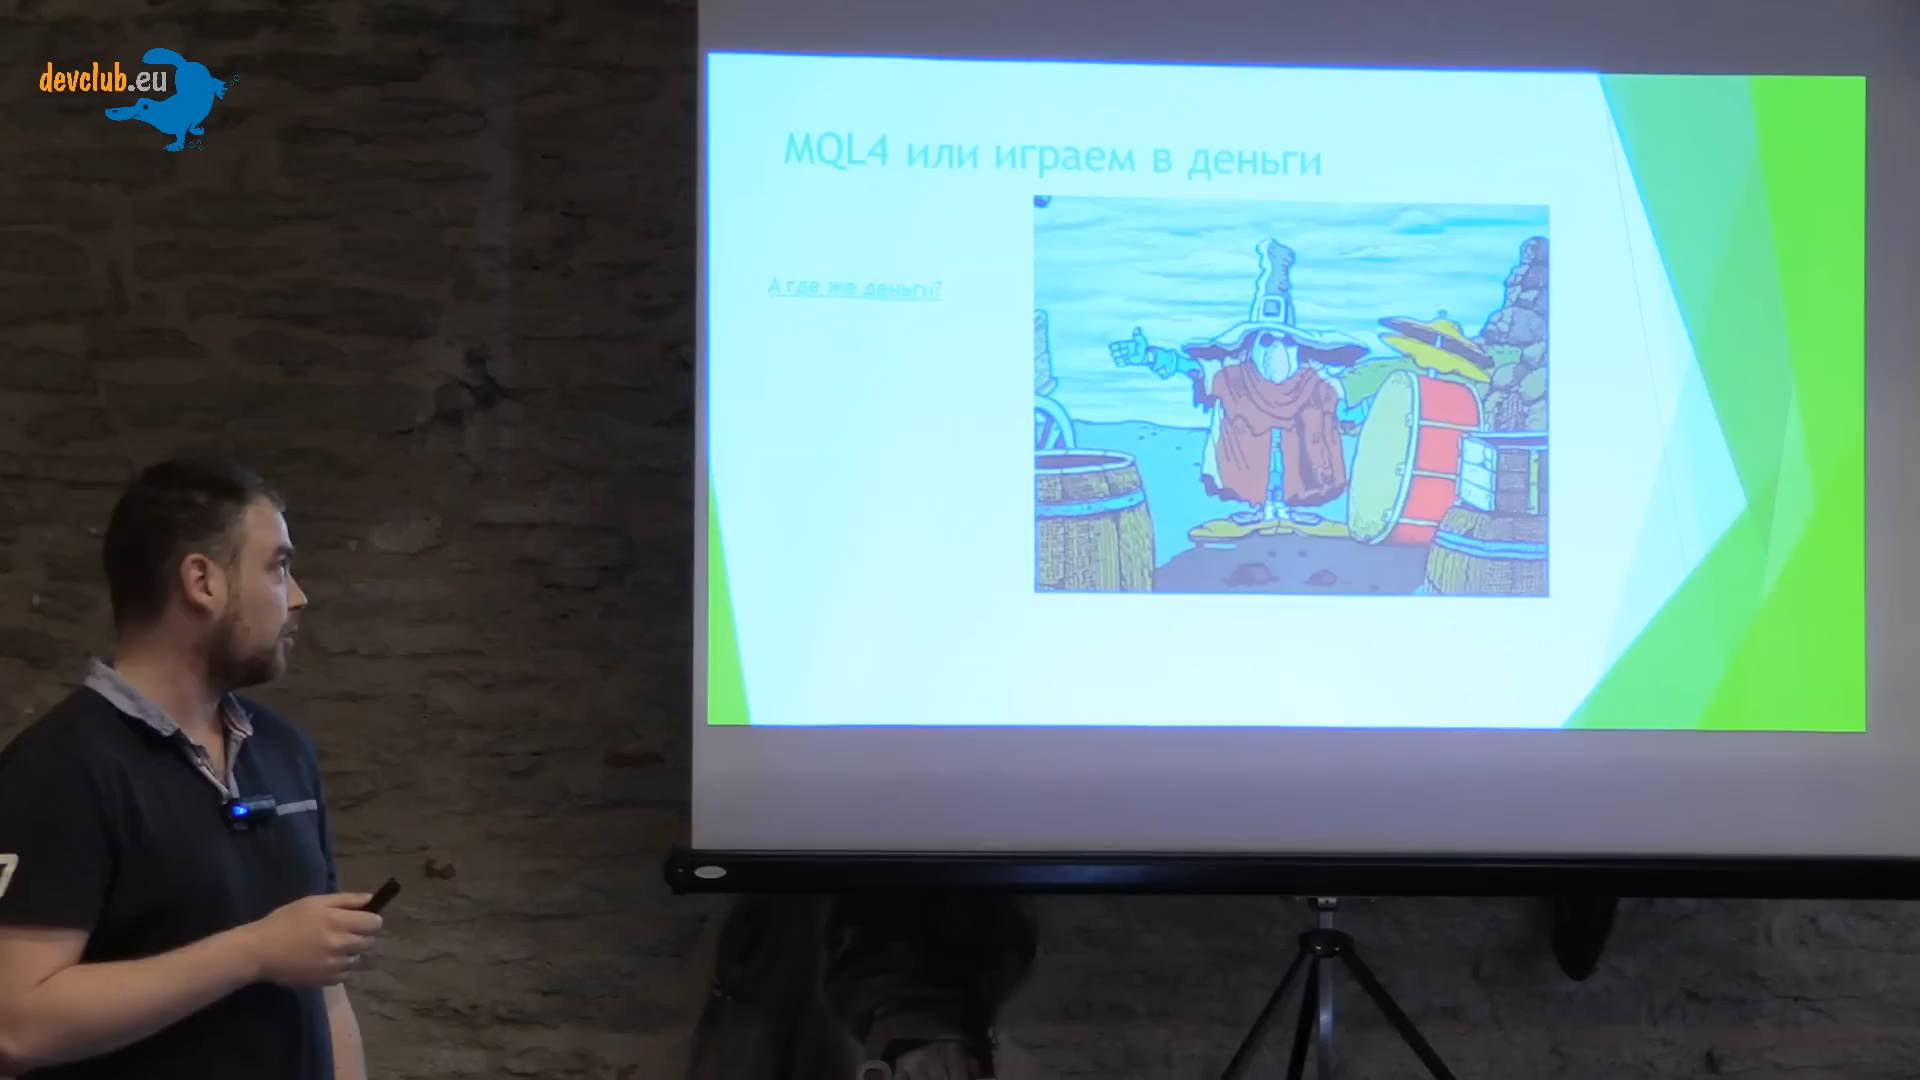 devclub.eu
MQL4 или играем в деньги
А где же деньги?